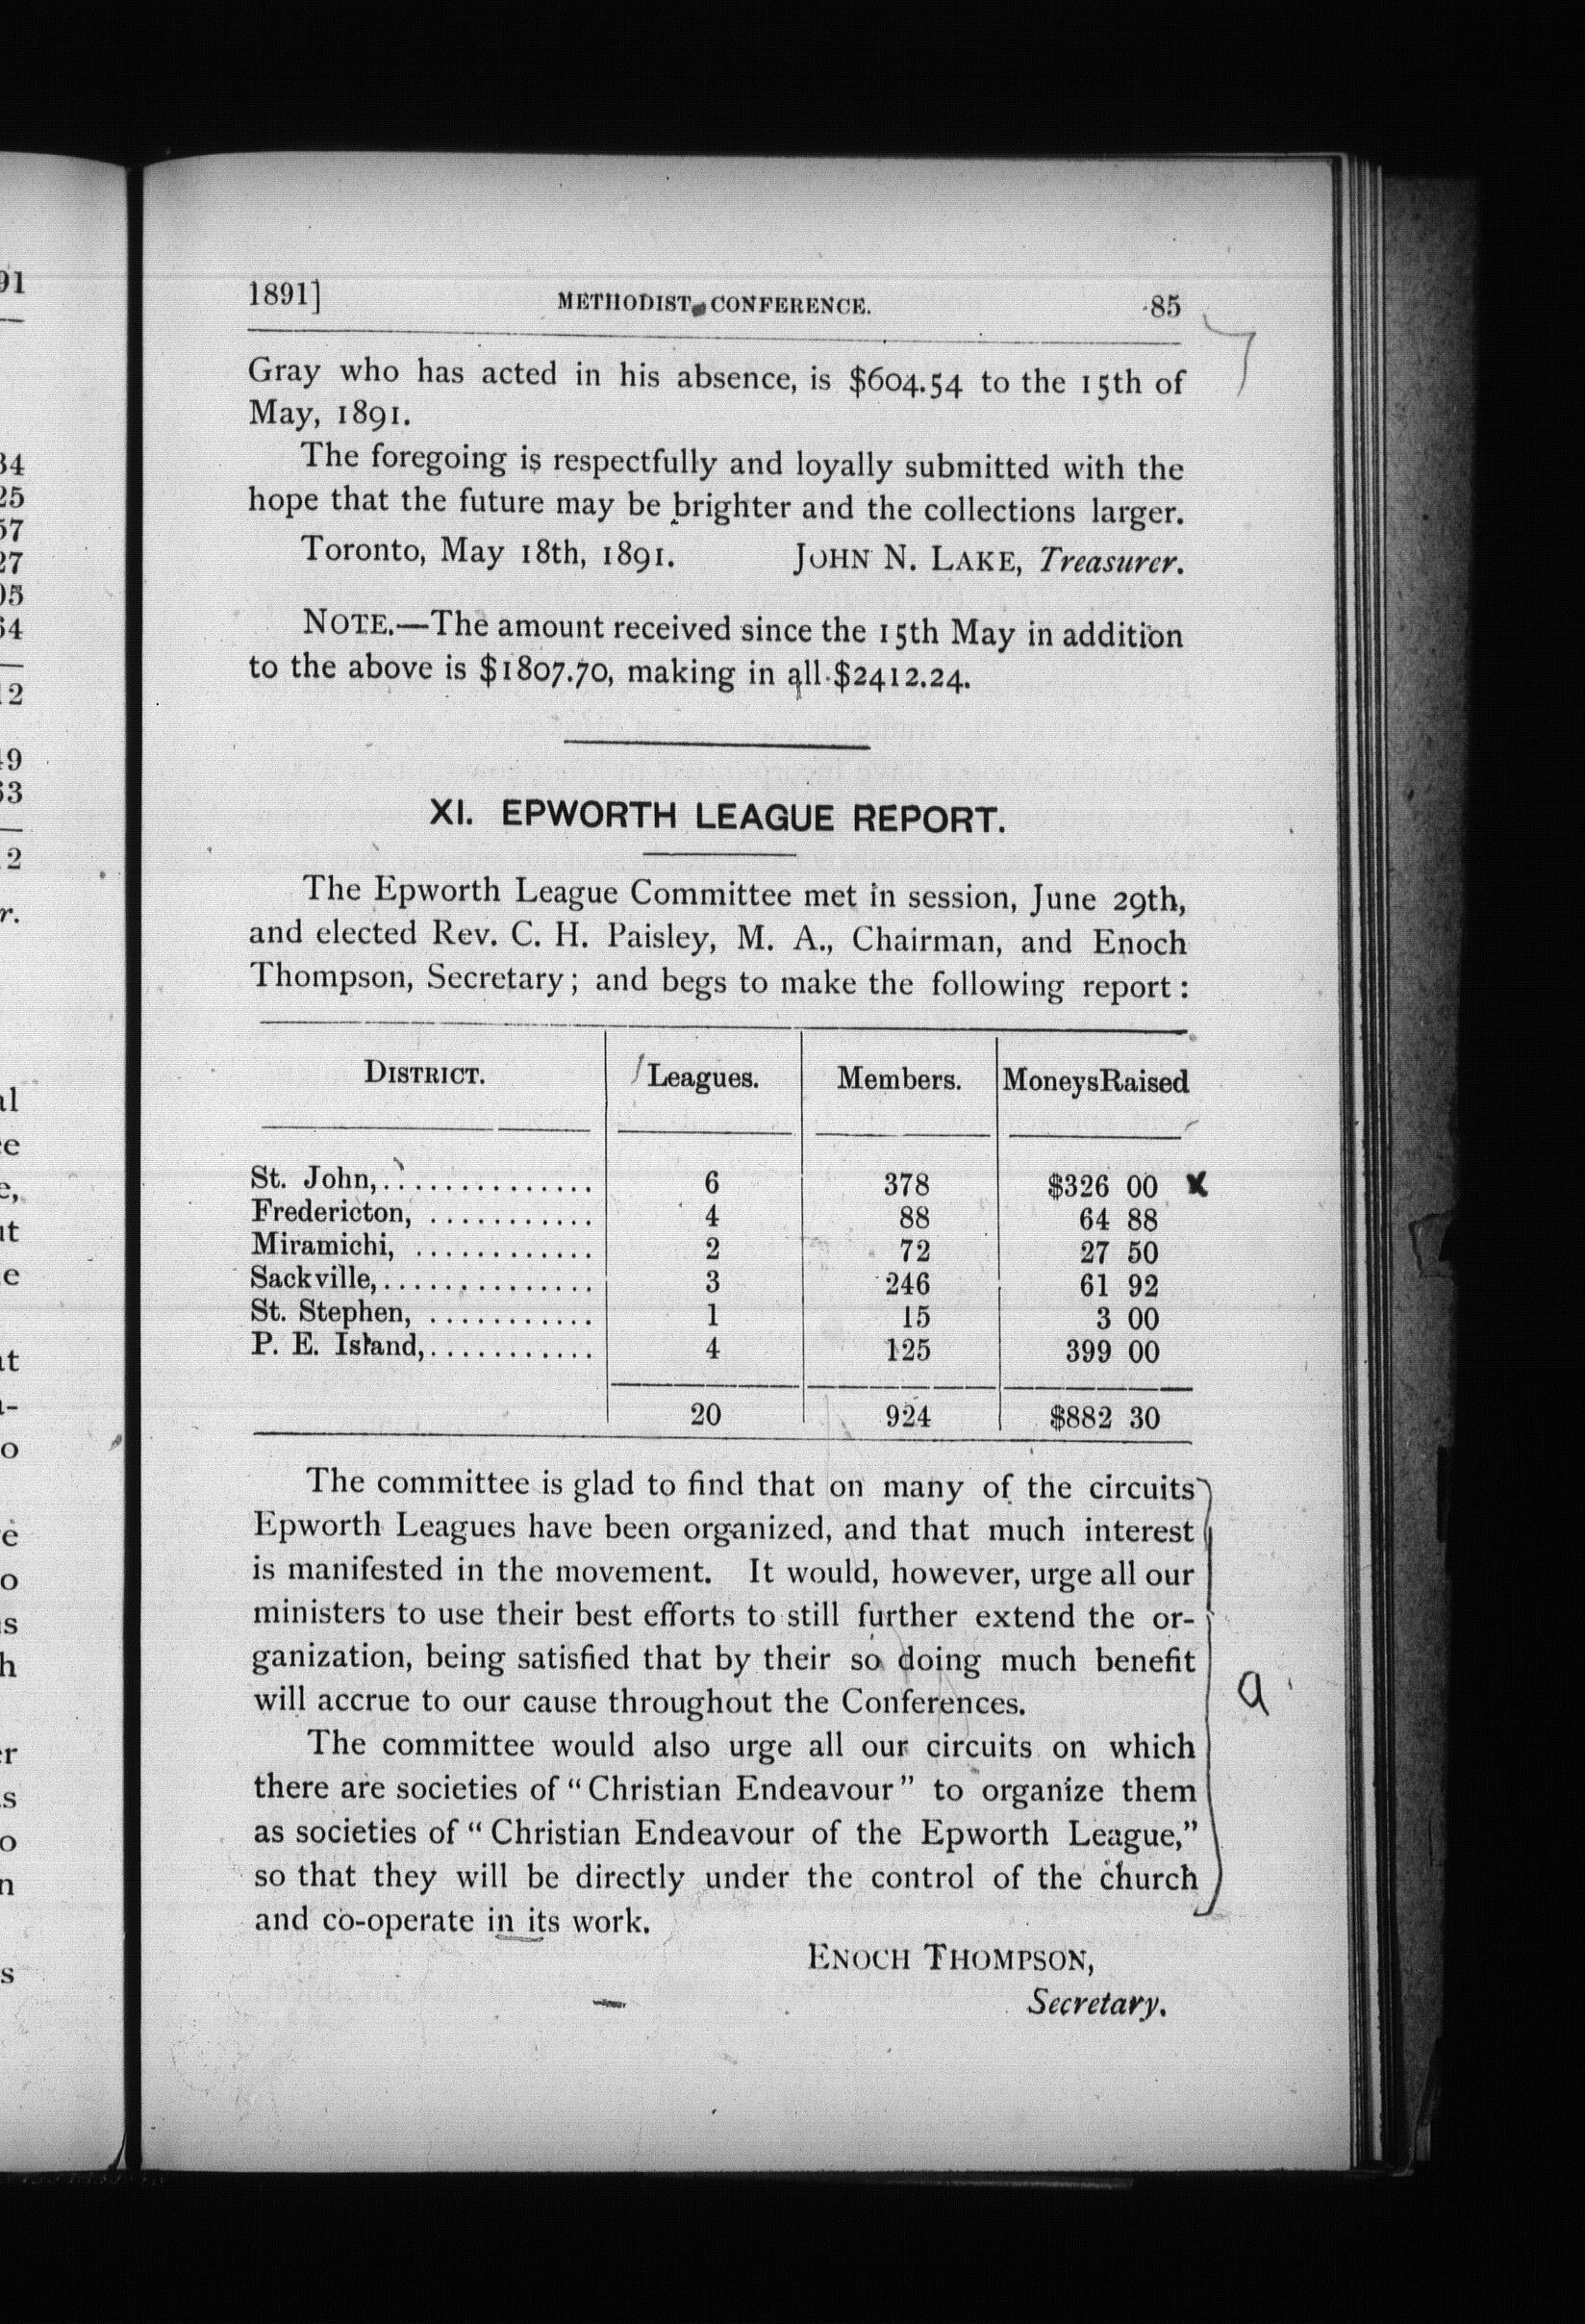 1891] METHODIST CONFERENCE. 85
Gray who has acted in his absence, is $604.54 to the 15th of
May, 1891.
The foregoing is respectfully and loyally submitted with the
hope that the future may be brighter and the collections larger.
Toronto, May 18th, 1891. JOHN N. LAKE, Treasurer.
NOTE.—The amount received since the 15th May in addition
to the above is $1807.70, making in all $2412.24.
XI. EPWORTH LEAGUE REPORT.
The Epworth League Committee met in session, June 29th,
and elected Rev. C. H. Paisley, M. A., Chairman, and Enoch
Thompson, Secretary; and begs to make the following report:
DISTRICT. Leagues. Members. MoneysRaised
St. John,.............. 6 378 $326 00 x
Fredericton, ........... 4 88 64 88
Miramichi, ............ 2 72 27 50
Sackville,.............. 3 246 61 92
St. Stephen, ........... 1 15 3 00
P. E. Island,........... 4 125 399 00
20 924 $882 30
The committee is glad to find that on many of the circuits
Epworth Leagues have been organized, and that much interest
is manifested in the movement. It would, however, urge all our
ministers to use their best efforts to still further extend the or-
ganization, being satisfied that by their so doing much benefit
will accrue to our cause throughout the Conferences.
a
The committee would also urge all our circuits on which
there are societies of "Christian Endeavour" to organize them
as societies of "Christian Endeavour of the Epworth League,"
so that they will be directly under the control of the church
and co-operate in its work.
ENOCH THOMPSON,
Secretary.